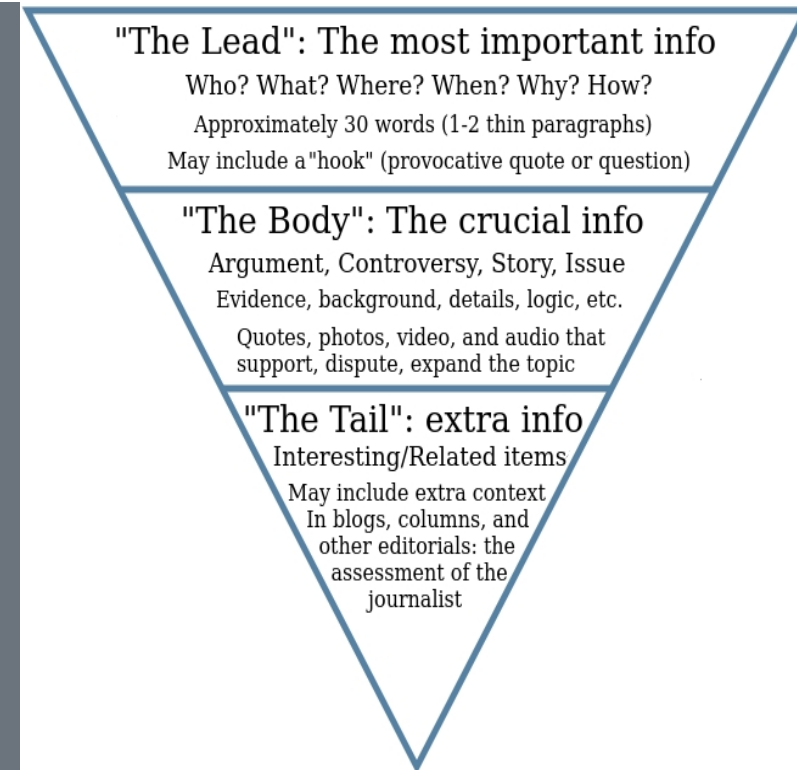 "The Lead": The most important info
Who? What? Where? When? Why? How?
Approximately 30 words (1-2 thin paragraphs)
May include a "hook" (provocative quote or question)
"The Body": The crucial info
Argument, Controversy, Story, Issue
Evidence, background, details, logic, etc.
Quotes, photos, video, and audio that
support, dispute, expand the topic
"The Tail": extra info
Interesting/Related items
May include extra context
In blogs, columns, and
other editorials: the
assessment of the
journalist